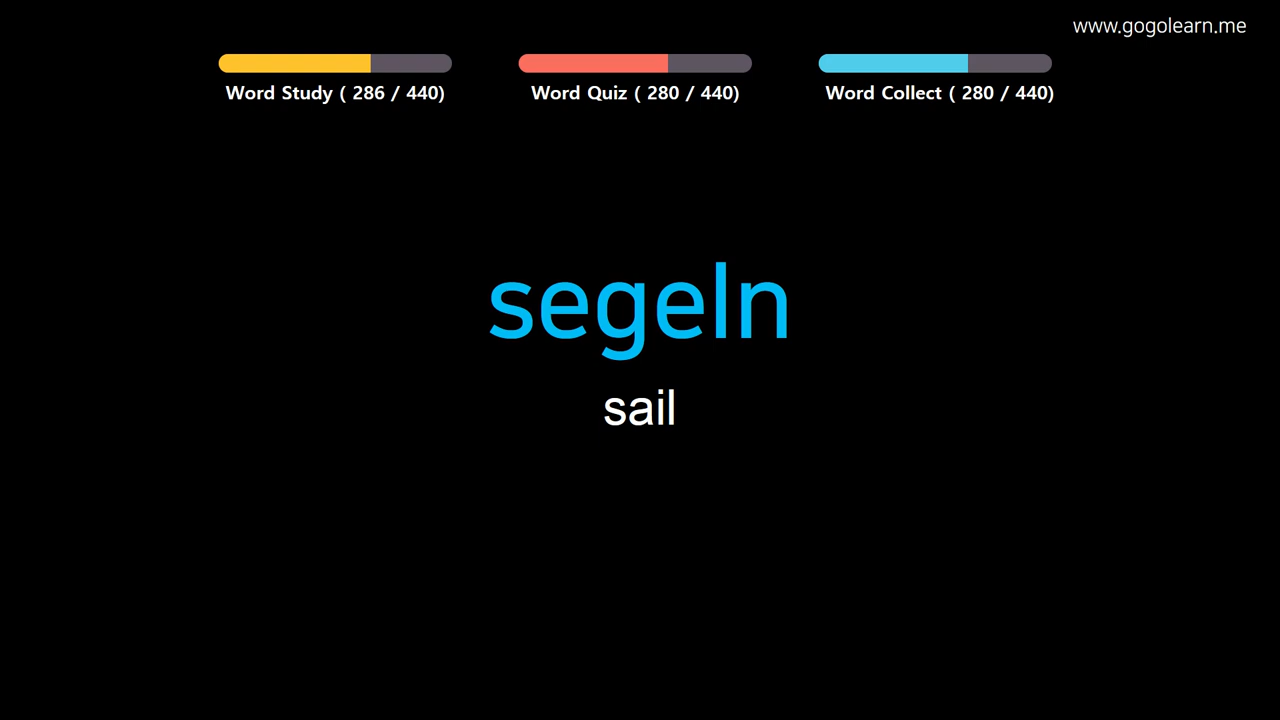 www.gogolearn.me
Word Study ( 286 / 440)
Word Quiz ( 280 / 440)
Word Collect ( 280 / 440)
segeln
sail